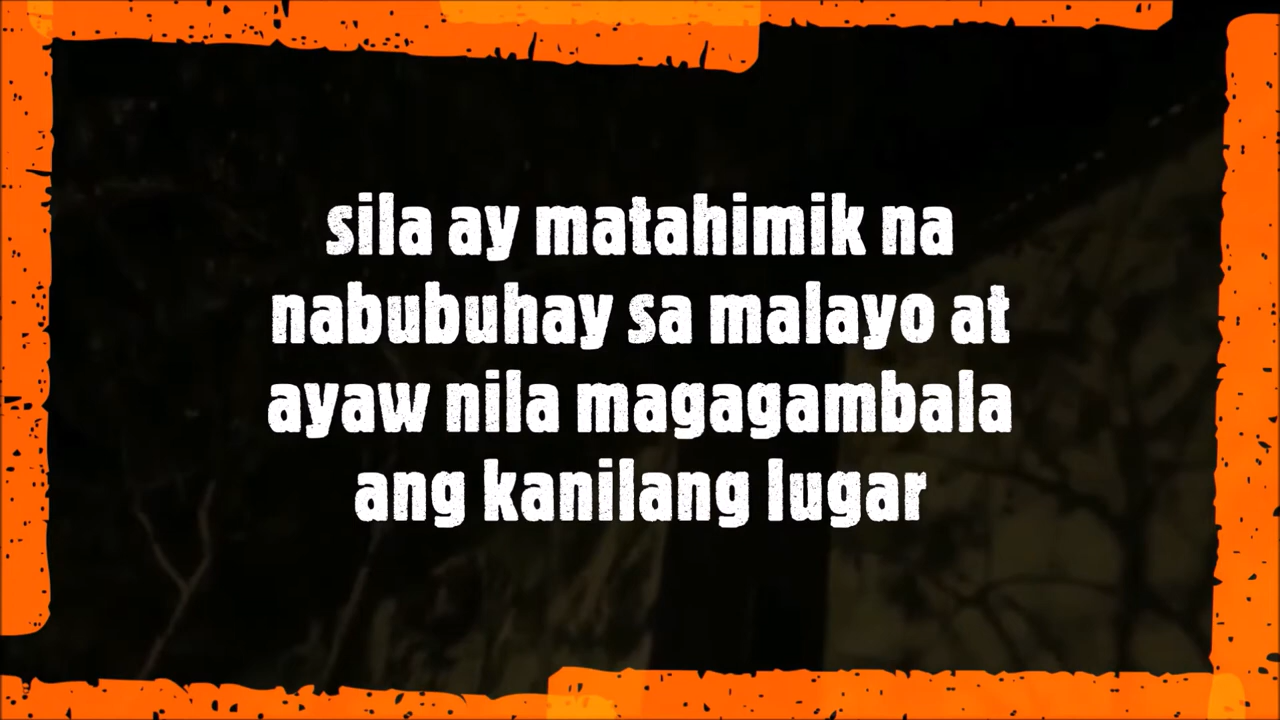 sila ay matahimik na
nabubuhay sa malayo at
ayaw nila magagambala
ang kanilang lugar